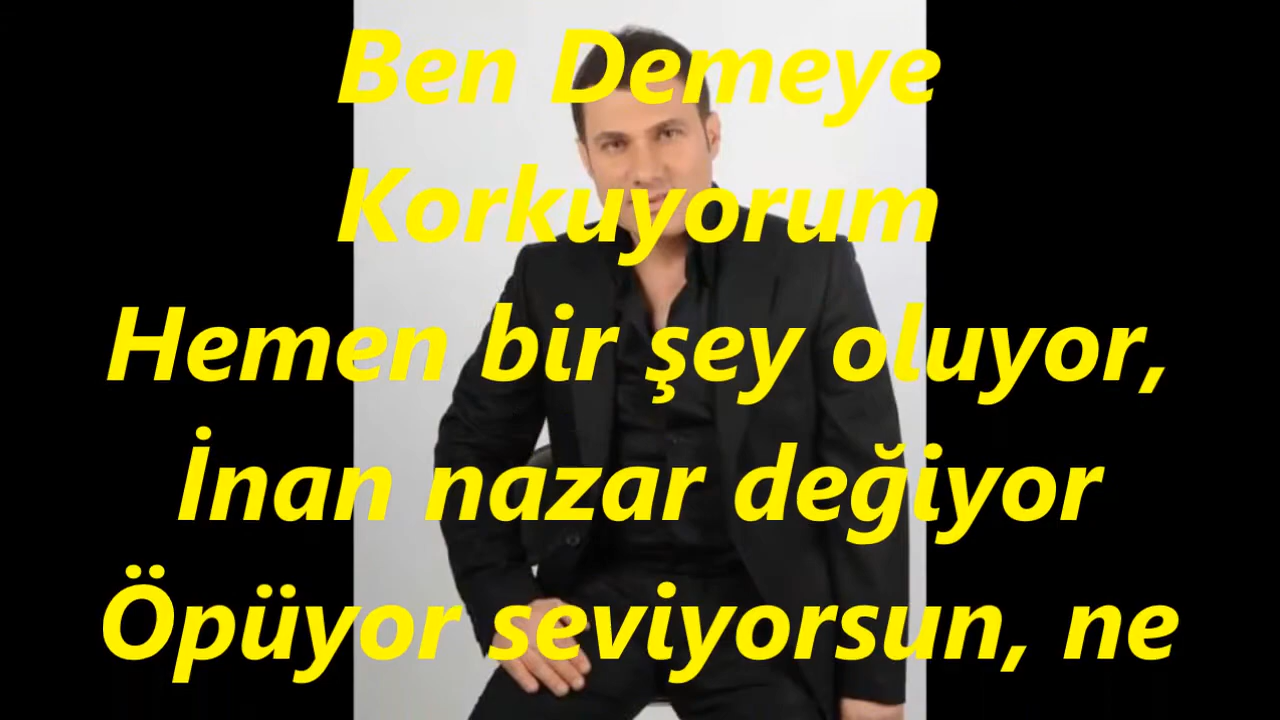 Ben Demeye
Korkuyorum
Hemen bir şey oluyor,
İnan nazar değiyor
Öpüyor seviyorsun, ne